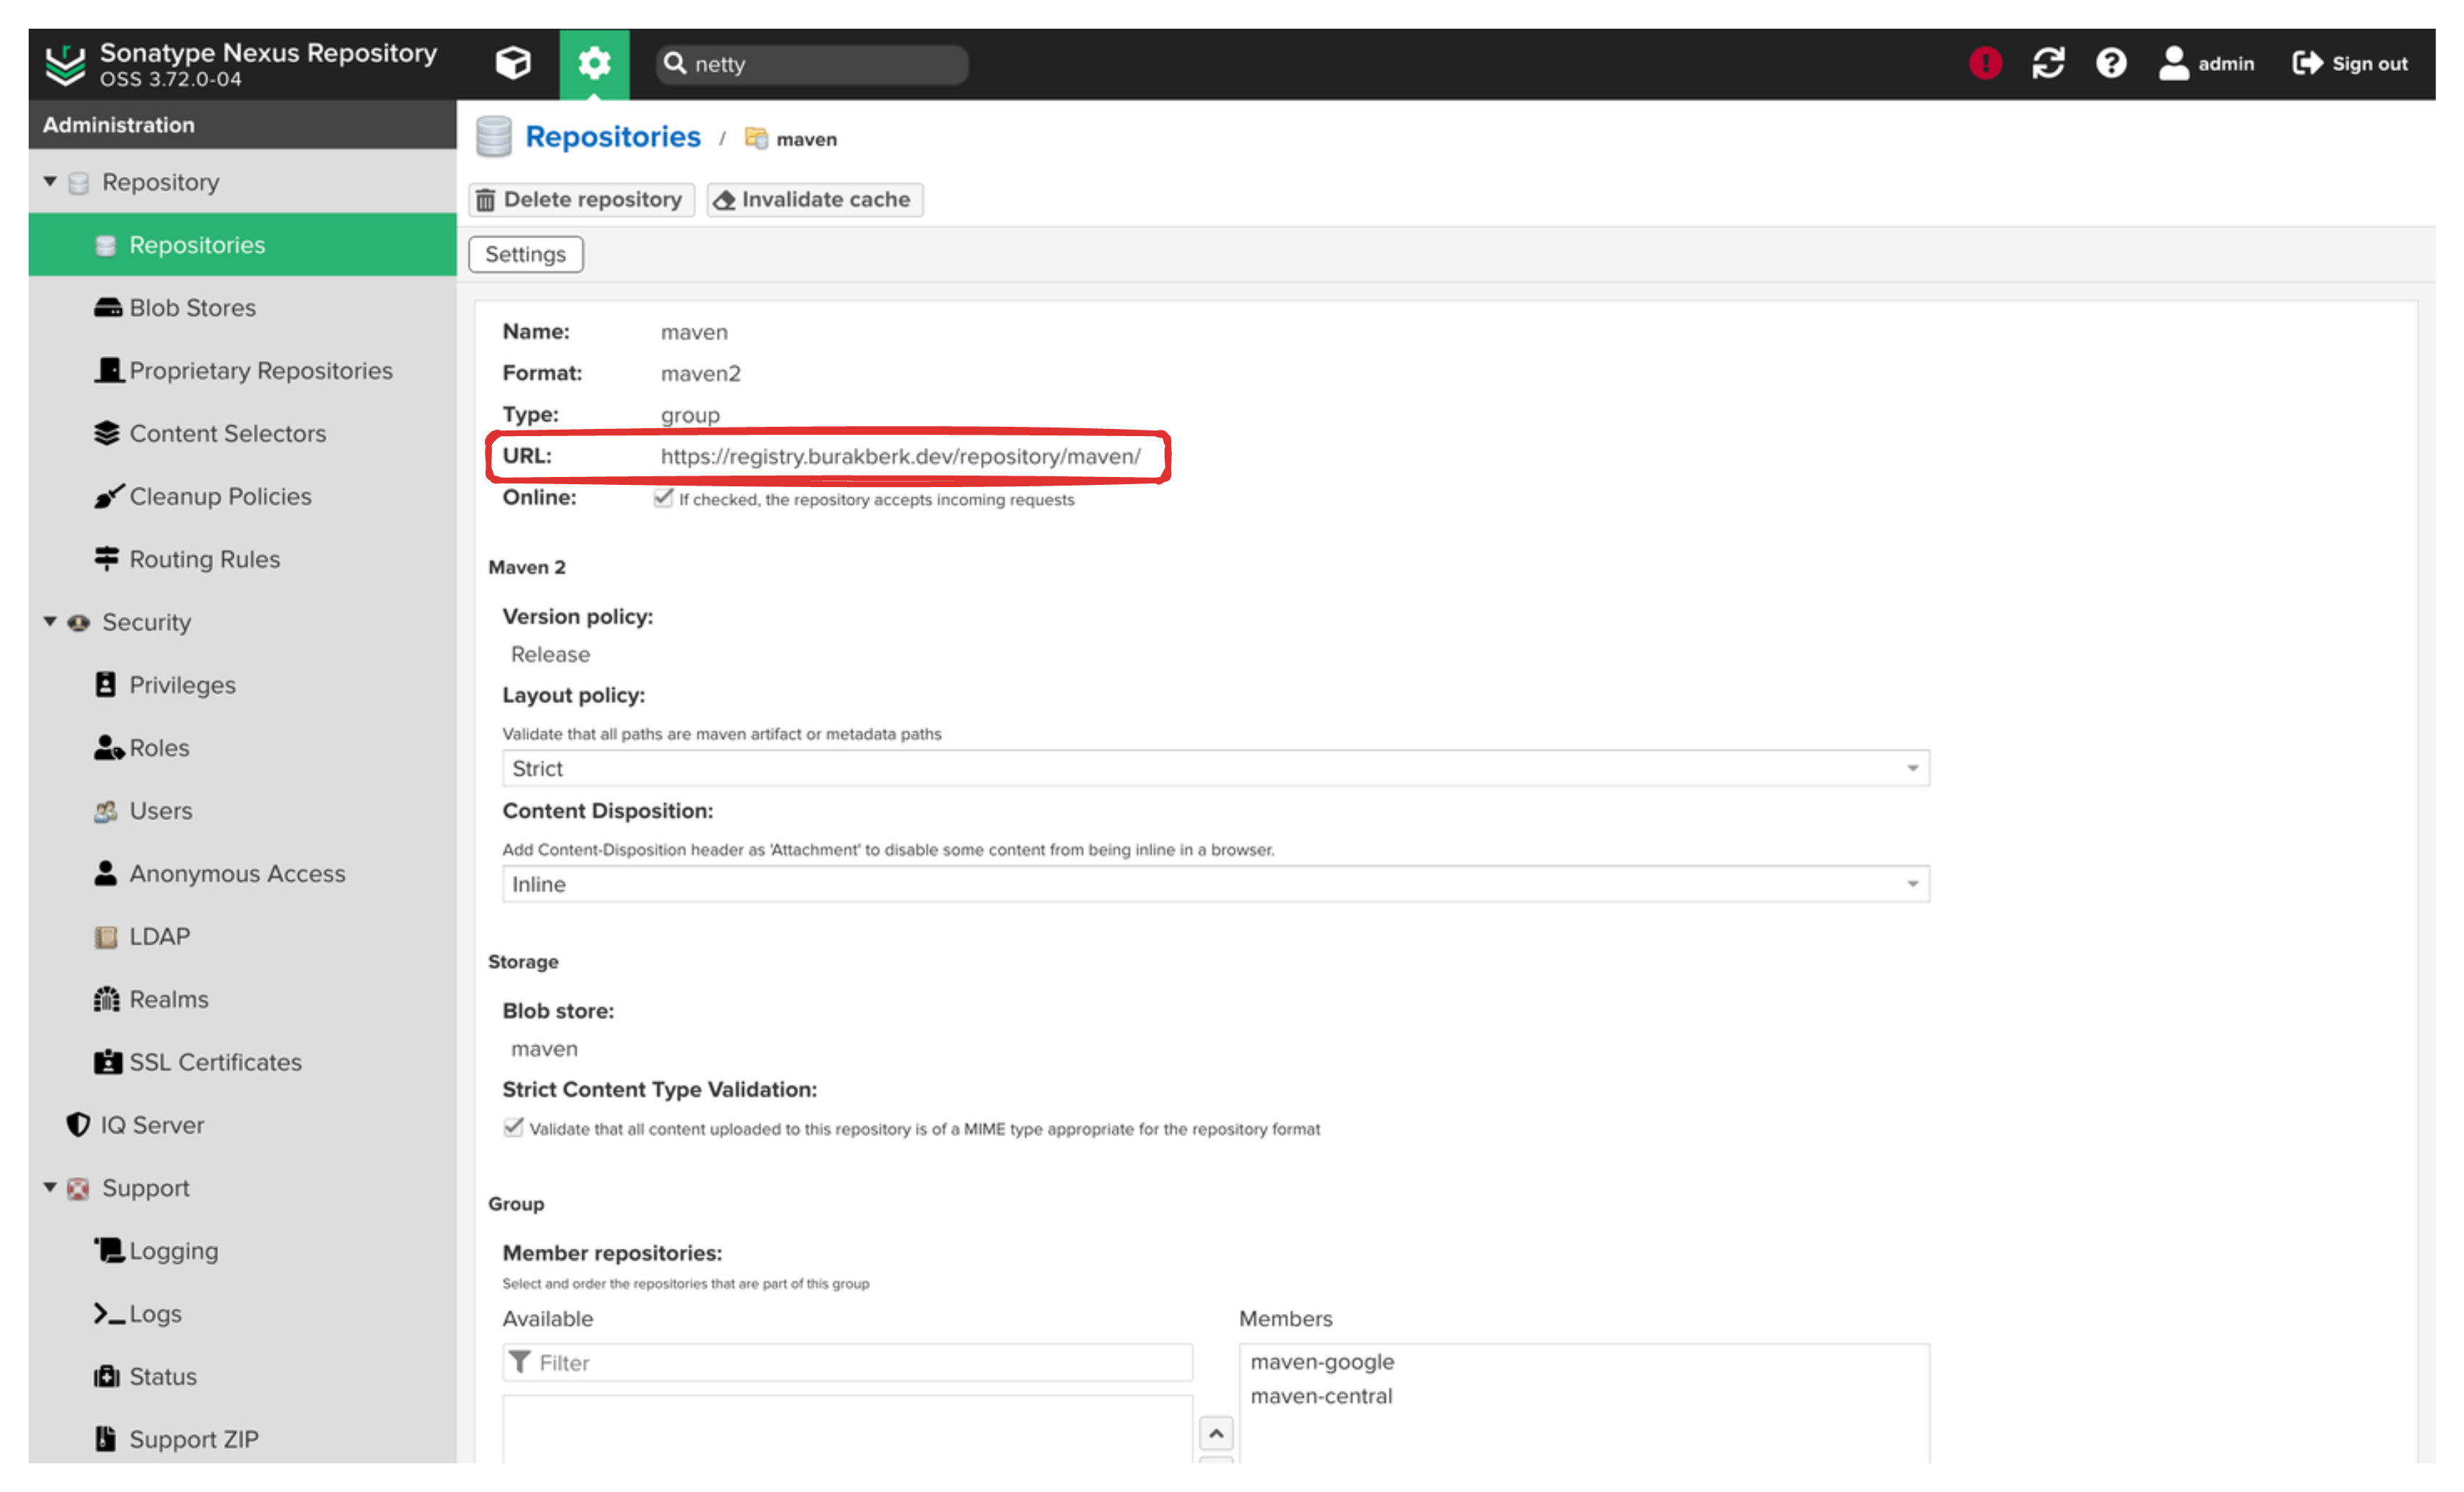 Sonatype Nexus Repository
OSS 3.72.0-04
netty
admin
Sign out
Administration
Repository
Repositories
Blob Stores
Proprietary Repositories
Content Selectors
Cleanup Policies
Routing Rules
Security
Privileges
Roles
Users
Anonymous Access
LDAP
Realms
SSL Certificates
IQ Server
Support
Logging
Logs
Status
Support ZIP
Repositories / maven
Delete repository
Invalidate cache
Settings
Name: maven
Format: maven2
Type: group
URL: https://registry.burakberk.dev/repository/maven/
Online: If checked, the repository accepts incoming requests
Maven 2
Version policy:
Release
Layout policy:
Validate that all paths are maven artifact or metadata paths
Strict
Content Disposition:
Add Content-Disposition header as 'Attachment' to disable some content from being inline in a browser.
Inline
Storage
Blob store:
maven
Strict Content Type Validation:
Validate that all content uploaded to this repository is of a MIME type appropriate for the repository format
Group
Member repositories:
Select and order the repositories that are part of this group
Available
Filter
Members
maven-google
maven-central